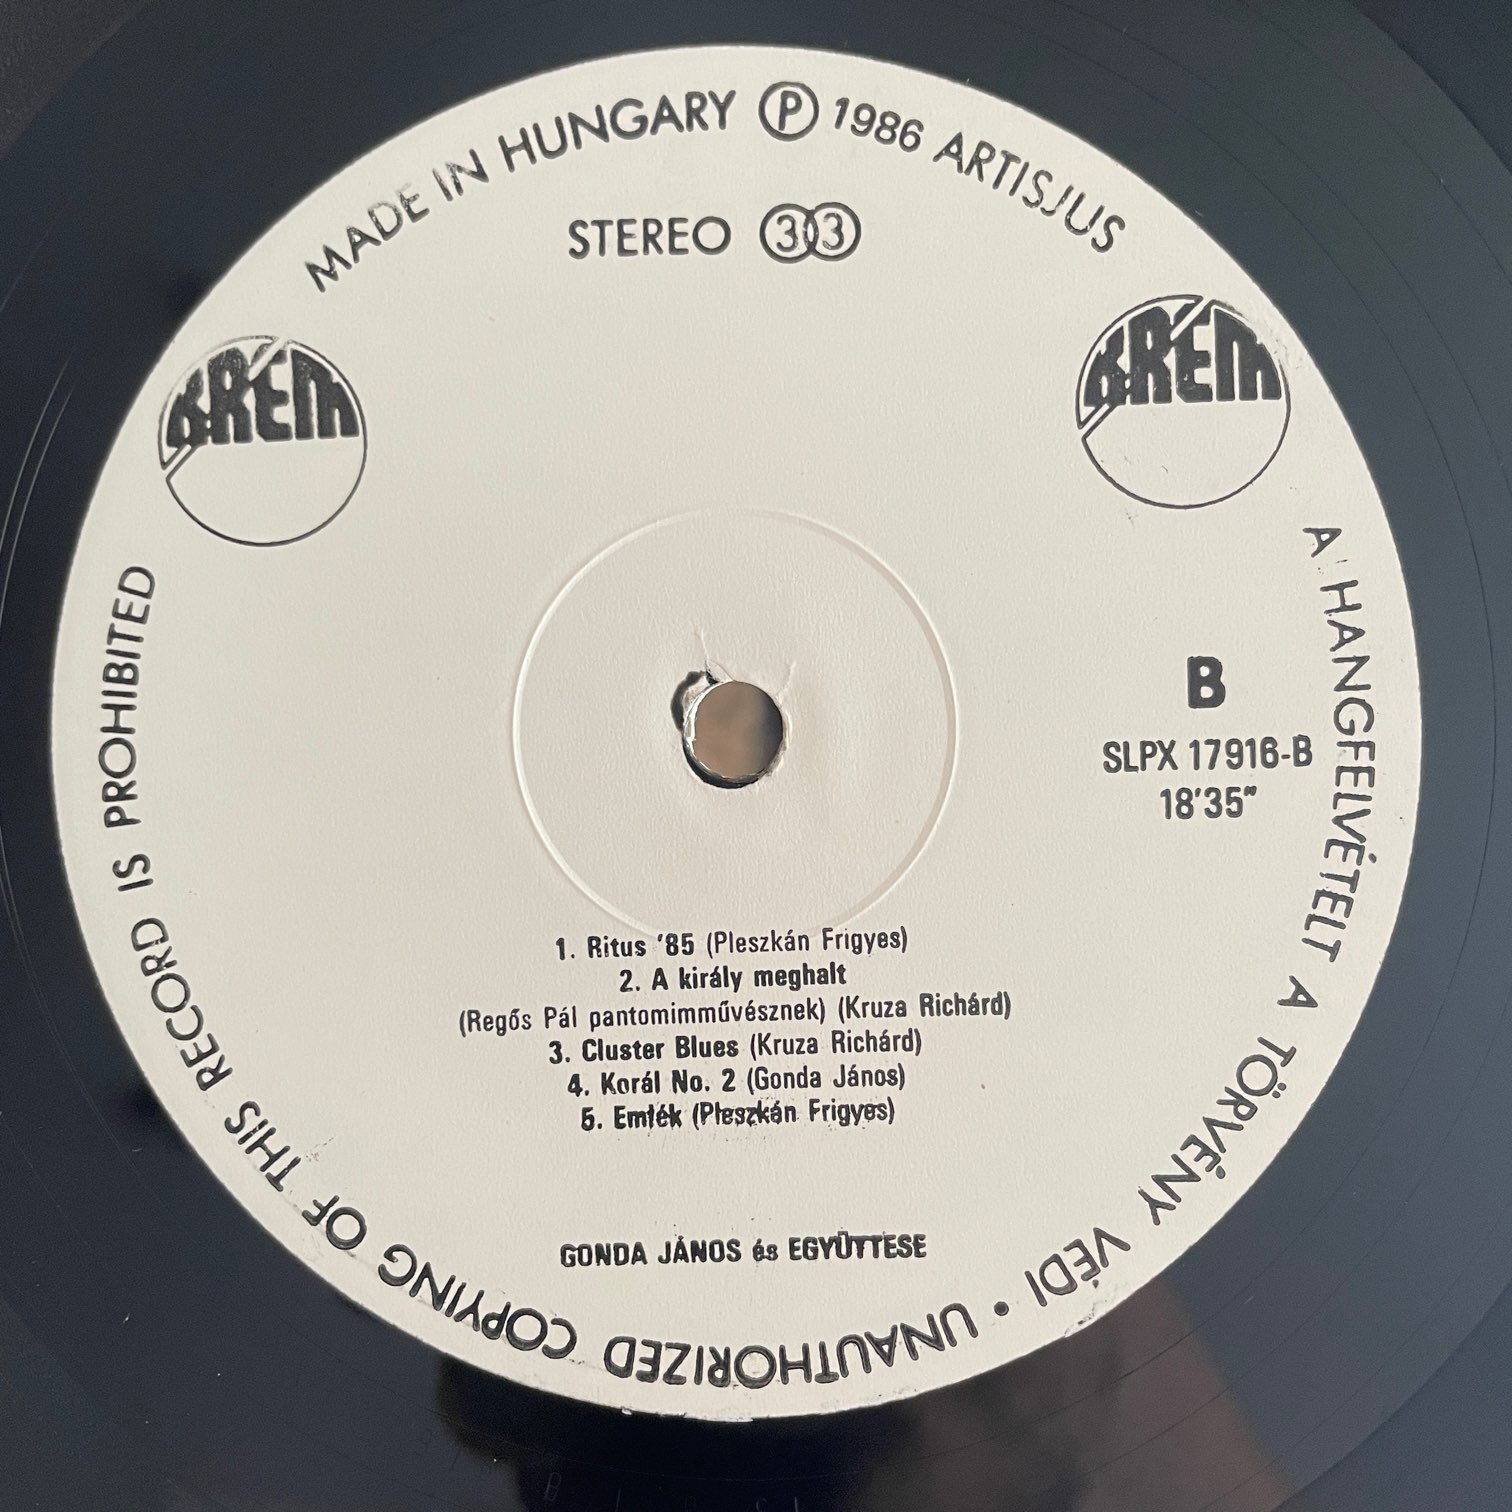 MADE IN HUNGARY Ⓟ 1986 ARTISJUS
STEREO 33
KRÉM
KRÉM
B
SLPX 17916-B
18'35"
1. Ritus '85 (Pleszkán Frigyes)
2. A király meghalt
(Regős Pál pantomimművésznek) (Kruza Richárd)
3. Cluster Blues (Kruza Richárd)
4. Korál No. 2 (Gonda János)
5. Emlék (Pleszkán Frigyes)
GONDA JÁNOS és EGYÜTTESE
A HANGFELVÉTELT A TÖRVÉNY VÉDI • UNAUTHORIZED COPYING OF THIS RECORD IS PROHIBITED